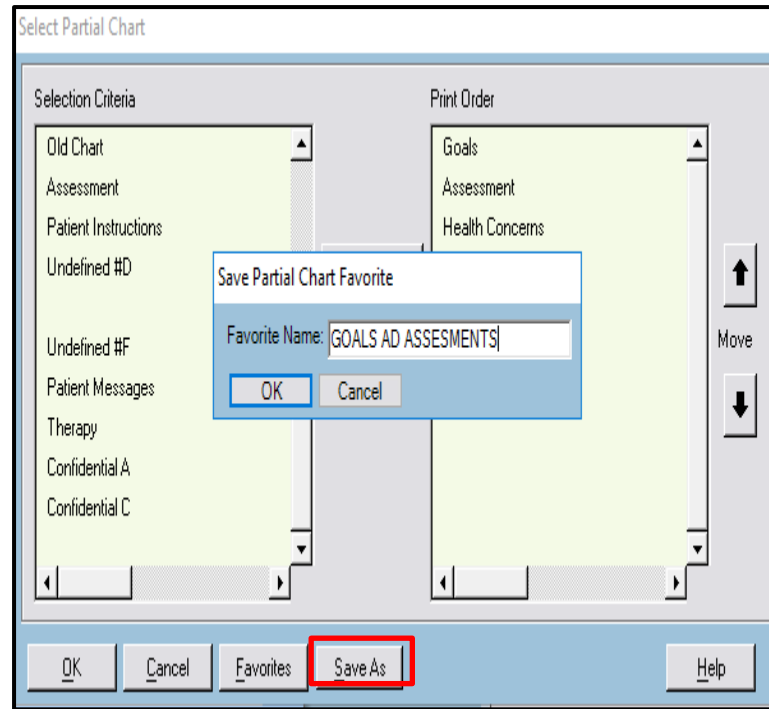 Select Partial Chart
Selection Criteria
Old Chart
Assessment
Patient Instructions
Undefined #D
Undefined #F
Patient Messages
Therapy
Confidential A
Confidential C
Print Order
Goals
Assessment
Health Concerns
Move
Save Partial Chart Favorite
Favorite Name: GOALS AD ASSESMENTS
OK Cancel
OK Cancel Favorites Save As Help